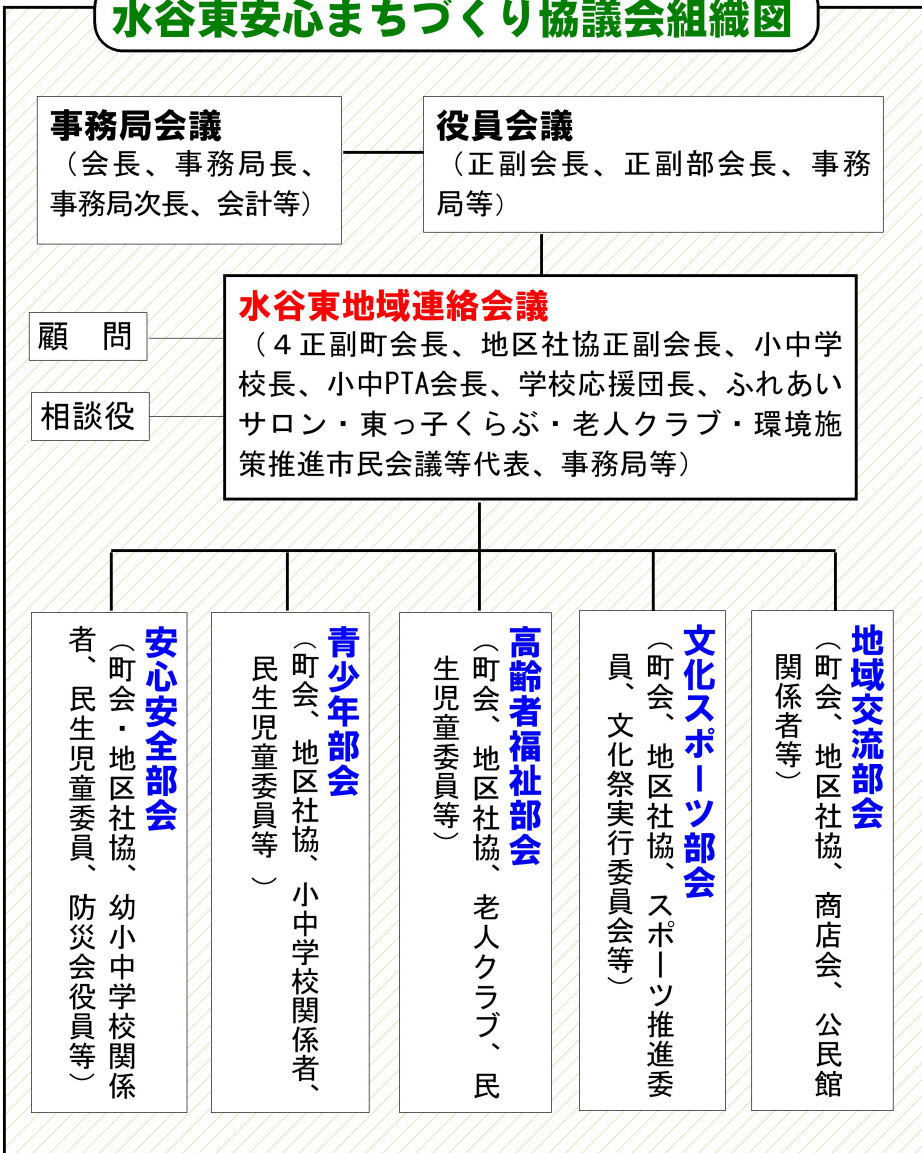 水谷東安心まちづくり協議会組織図
事務局会議
（会長、事務局長、
事務局次長、会計等）
役員会議
（正副会長、正副部会長、事務
局等）
水谷東地域連絡会議
（４正副町会長、地区社協正副会長、小中学
校長、小中PTA会長、学校応援団長、ふれあい
サロン・東っ子くらぶ・老人クラブ・環境施
策推進市民会議等代表、事務局等）
顧　問
相談役
安心安全部会
（町会・地区社協、幼小中学校関係
者、民生児童委員、防災会役員等）
青少年部会
（町会、地区社協、小中学校関係者、
民生児童委員等　）
高齢者福祉部会
（町会、地区社協、老人クラブ、民
生児童委員等）
文化スポーツ部会
（町会、地区社協、スポーツ推進委
員、文化祭実行委員会等）
地域交流部会
（町会、地区社協、商店会、公民館
関係者等）